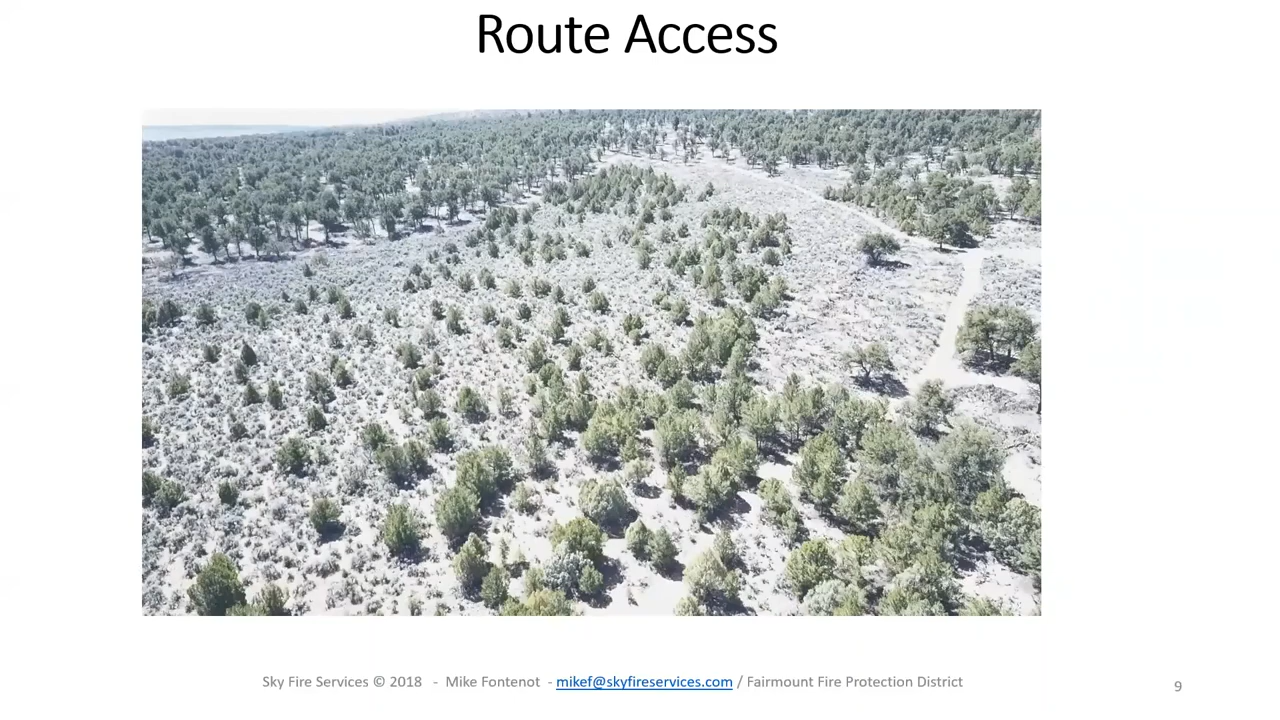 Route Access
Sky Fire Services © 2018 - Mike Fontenot - mikef@skyfireservices.com / Fairmount Fire Protection District
9